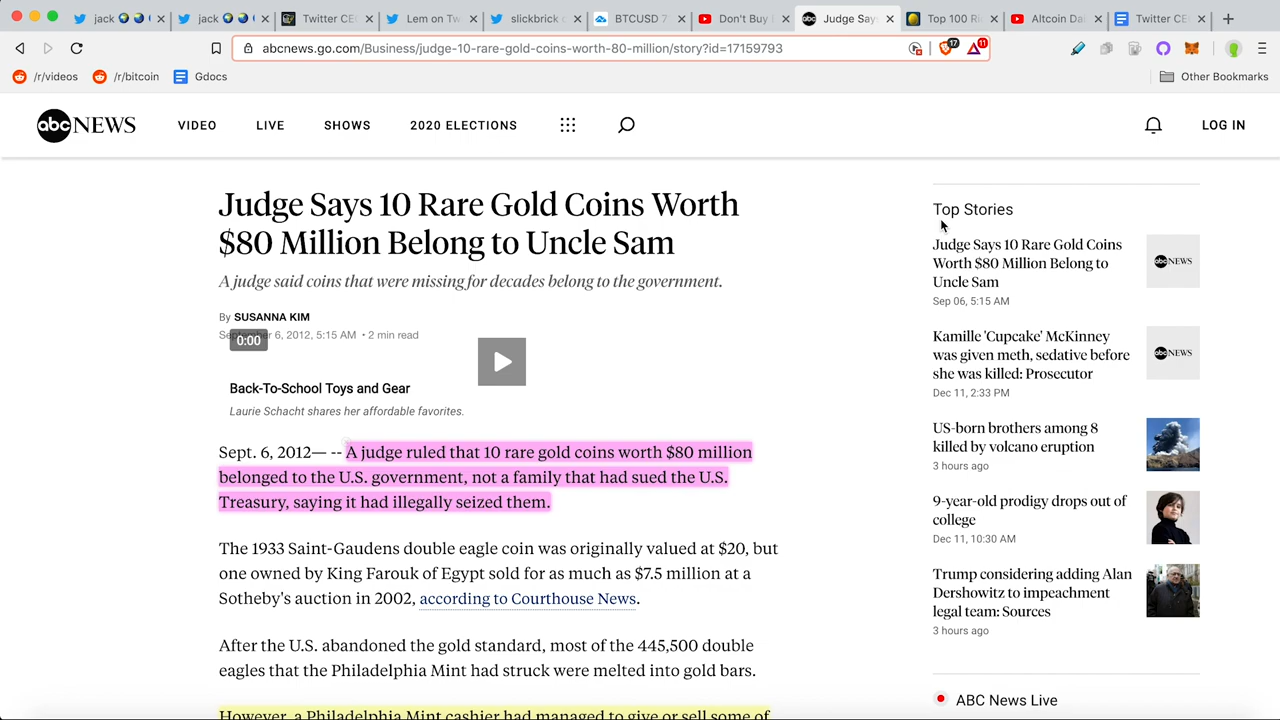 jack
jack
Twitter CE
Lem on Tw
slickbrick c
BTCUSD 7
Don't Buy I
Judge Say
Top 100 Ri
Altcoin Dai
Twitter CE
abcnews.go.com/Business/judge-10-rare-gold-coins-worth-80-million/story?id=17159793
17
11
/r/videos
/r/bitcoin
Gdocs
Other Bookmarks
abc NEWS
VIDEO
LIVE
SHOWS
2020 ELECTIONS
LOG IN
Judge Says 10 Rare Gold Coins Worth
$80 Million Belong to Uncle Sam
A judge said coins that were missing for decades belong to the government.
By SUSANNA KIM
September 6, 2012, 5:15 AM • 2 min read
0:00
Back-To-School Toys and Gear
Laurie Schacht shares her affordable favorites.
Sept. 6, 2012— -- A judge ruled that 10 rare gold coins worth $80 million
belonged to the U.S. government, not a family that had sued the U.S.
Treasury, saying it had illegally seized them.
The 1933 Saint-Gaudens double eagle coin was originally valued at $20, but
one owned by King Farouk of Egypt sold for as much as $7.5 million at a
Sotheby's auction in 2002, according to Courthouse News.
After the U.S. abandoned the gold standard, most of the 445,500 double
eagles that the Philadelphia Mint had struck were melted into gold bars.
However, a Philadelphia Mint cashier had managed to give or sell some of
Top Stories
Judge Says 10 Rare Gold Coins
Worth $80 Million Belong to
Uncle Sam
Sep 06, 5:15 AM
abc NEWS
Kamille 'Cupcake' McKinney
was given meth, sedative before
she was killed: Prosecutor
Dec 11, 2:33 PM
abc NEWS
US-born brothers among 8
killed by volcano eruption
3 hours ago
9-year-old prodigy drops out of
college
Dec 11, 10:30 AM
Trump considering adding Alan
Dershowitz to impeachment
legal team: Sources
3 hours ago
ABC News Live